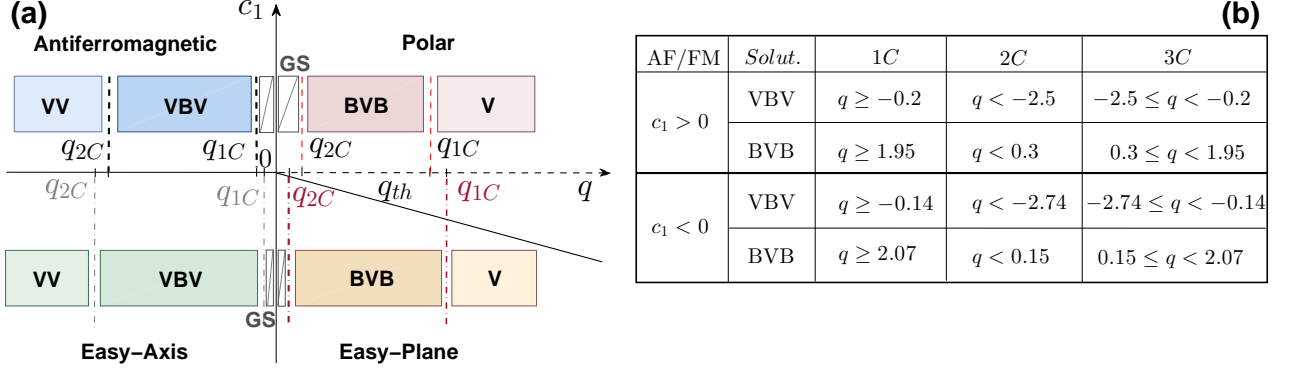 (a)
c₁
(b)
Antiferromagnetic
Polar
GS
VV
VBV
BVB
V
q2C
q1C
0
q2C
q1C
q2C
q1C
q2C
qth
q1C
q
VV
VBV
BVB
V
GS
Easy–Axis
Easy–Plane
AF/FM Solut. 1C 2C 3C
c₁ > 0
VBV q ≥ −0.2 q < −2.5 −2.5 ≤ q < −0.2
BVB q ≥ 1.95 q < 0.3 0.3 ≤ q < 1.95
c₁ < 0
VBV q ≥ −0.14 q < −2.74 −2.74 ≤ q < −0.14
BVB q ≥ 2.07 q < 0.15 0.15 ≤ q < 2.07